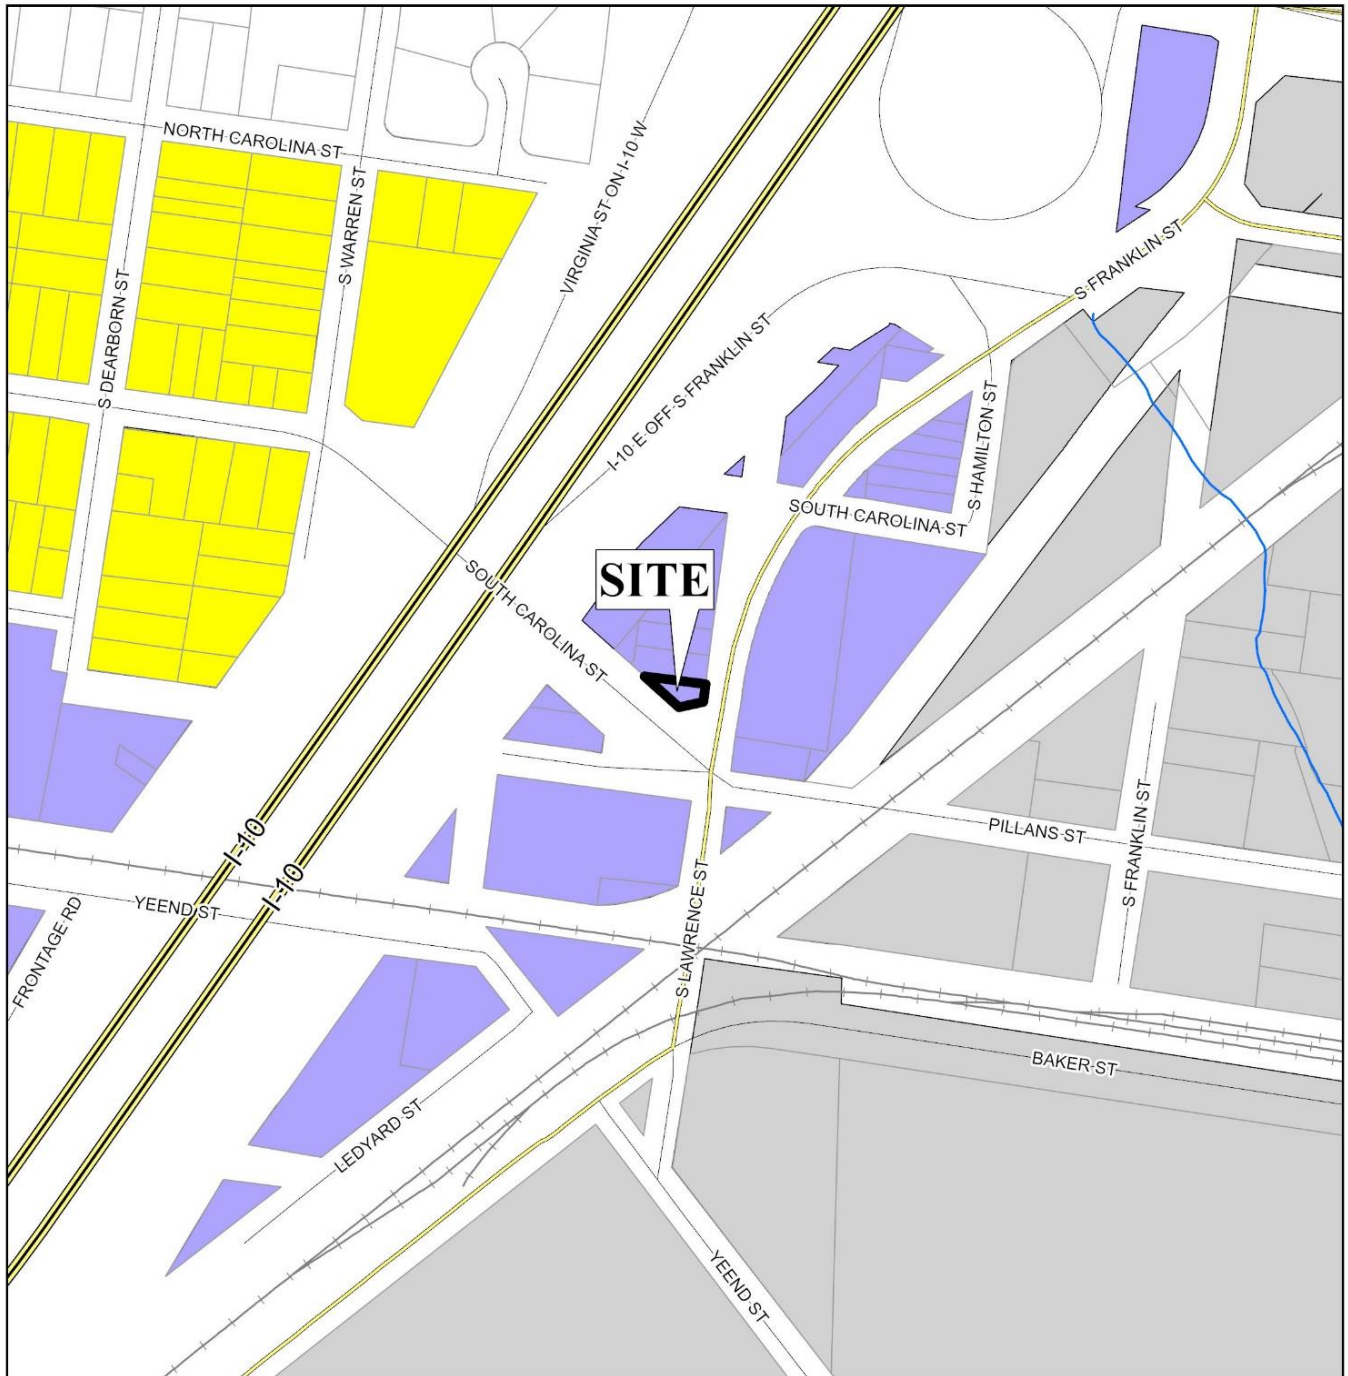 NORTH CAROLINA ST
S WARREN ST
VIRGINIA ST ON I-10 W
S DEARBORN ST
S FRANKLIN ST
I-10 E OFF S FRANKLIN ST
S HAMILTON ST
SOUTH CAROLINA ST
SITE
SOUTH CAROLINA ST
I-10
I-10
PILLANS ST
S FRANKLIN ST
YEEND ST
FRONTAGE RD
S LAWRENCE ST
BAKER ST
LEDYARD ST
YEEND ST